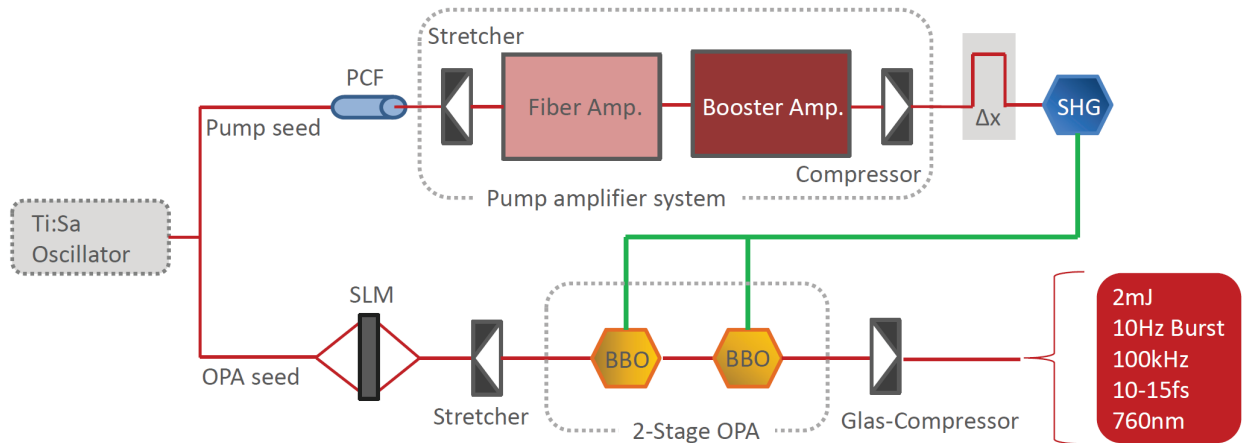 Stretcher
PCF
Fiber Amp.
Booster Amp.
Δx
SHG
Pump seed
Compressor
Pump amplifier system
Ti:Sa
Oscillator
SLM
BBO
BBO
OPA seed
Stretcher
2-Stage OPA
Glas-Compressor
2mJ
10Hz Burst
100kHz
10-15fs
760nm